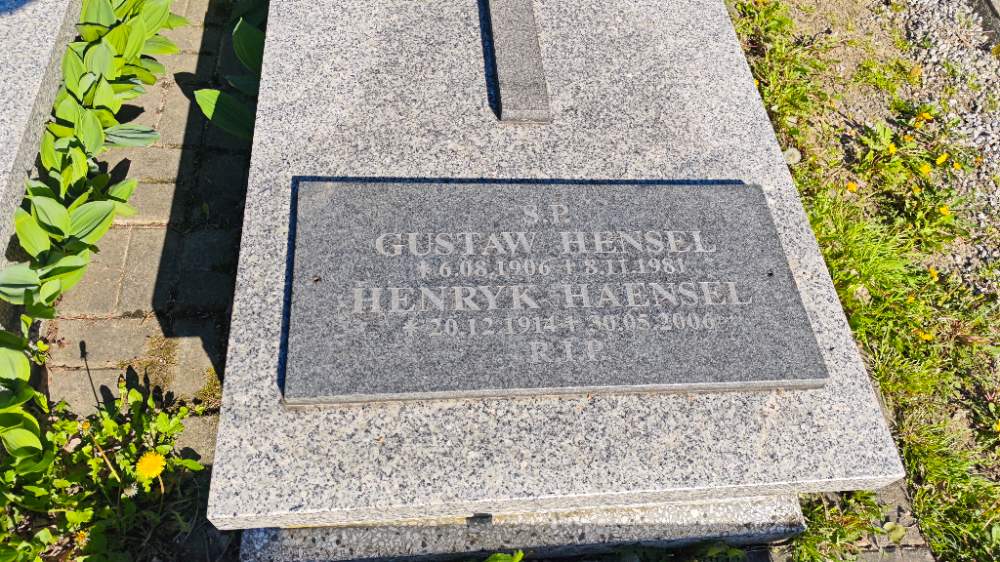 S.P.
GUSTAW HENSEL
* 6.08.1906 + 8.11.1981
HENRYK HAENSEL
* 20.12.1914 + 30.05.2006
R.I.P.